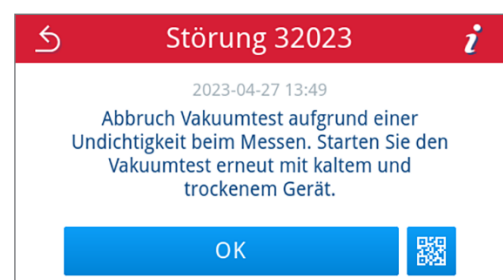 Störung 32023
i
2023-04-27 13:49
Abbruch Vakuumtest aufgrund einer
Undichtigkeit beim Messen. Starten Sie den
Vakuumtest erneut mit kaltem und
trockenem Gerät.
OK